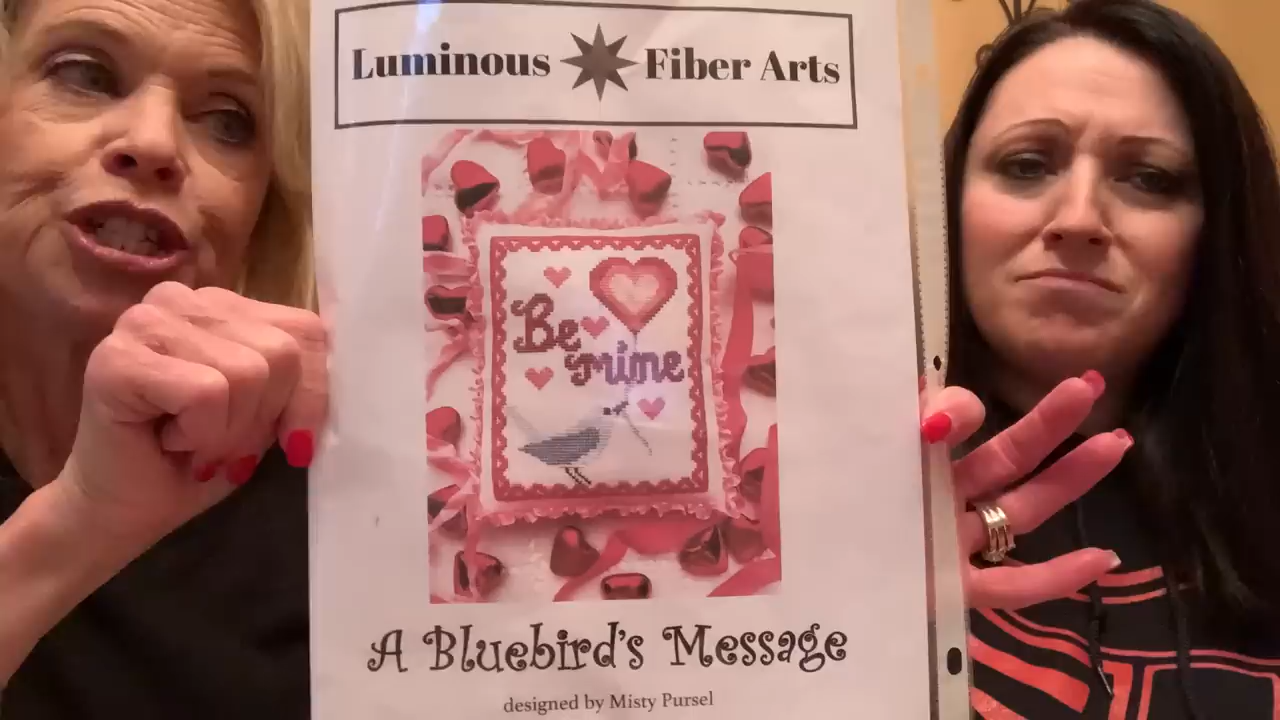 Luminous Fiber Arts
Be
mine
A Bluebird's Message
designed by Misty Pursel